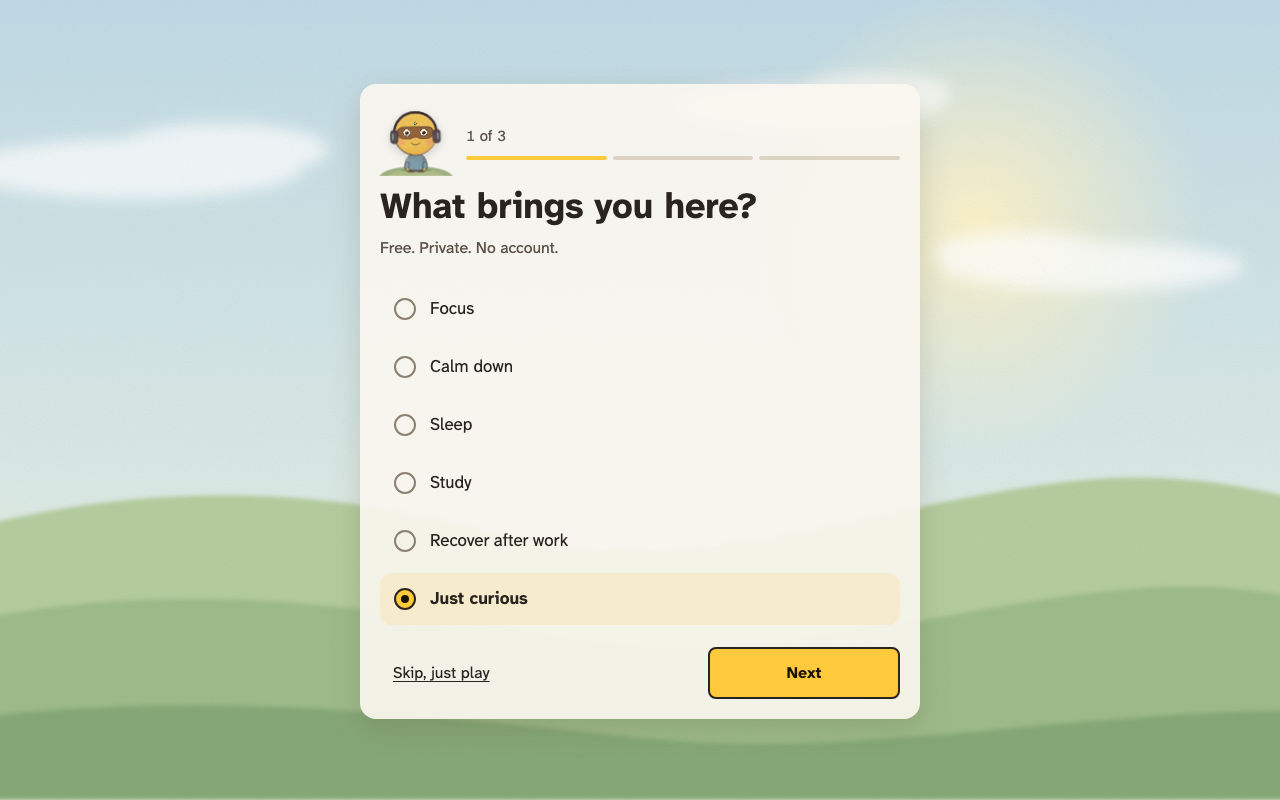 1 of 3
What brings you here?
Free. Private. No account.
Focus
Calm down
Sleep
Study
Recover after work
Just curious
Skip, just play
Next